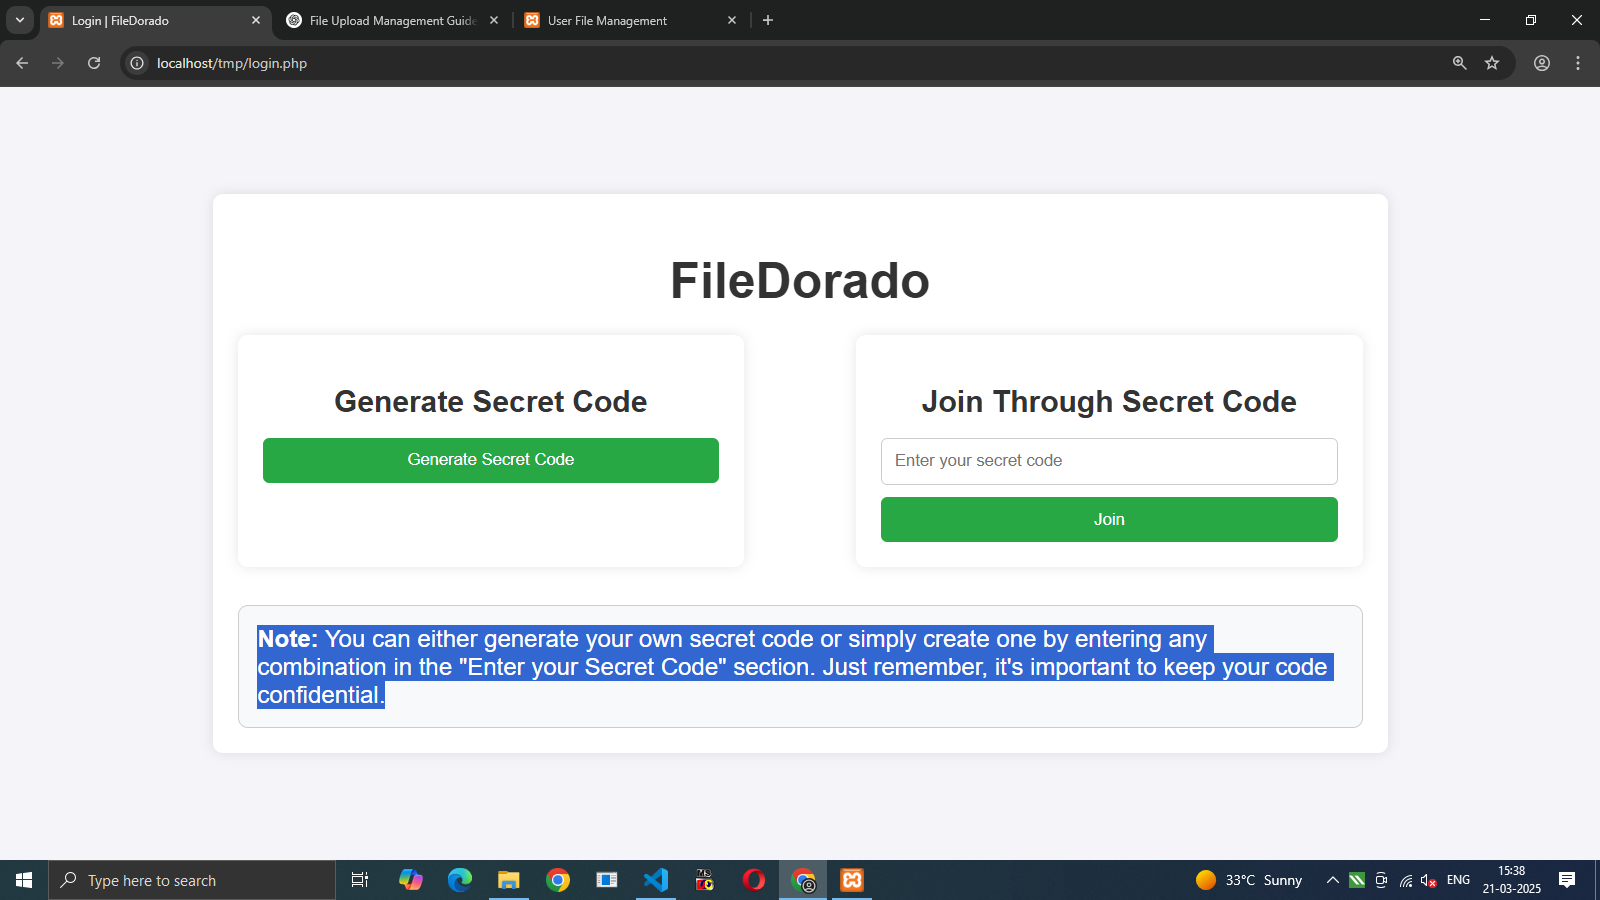 Login | FileDorado
File Upload Management Guide
User File Management
localhost/tmp/login.php
FileDorado
Generate Secret Code
Generate Secret Code
Join Through Secret Code
Enter your secret code
Join
Note: You can either generate your own secret code or simply create one by entering any
combination in the "Enter your Secret Code" section. Just remember, it's important to keep your code
confidential.
Type here to search
33°C Sunny
ENG
15:38
21-03-2025